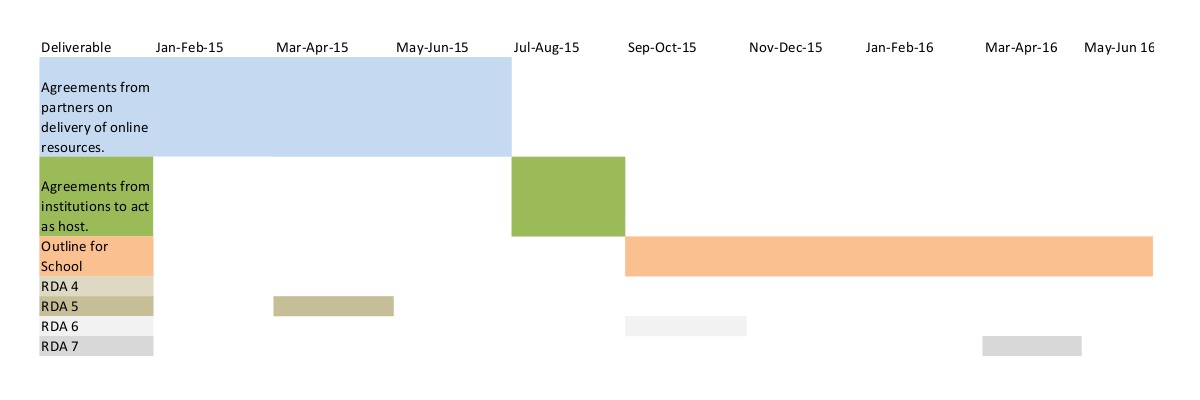 Deliverable Jan-Feb-15 Mar-Apr-15 May-Jun-15 Jul-Aug-15 Sep-Oct-15 Nov-Dec-15 Jan-Feb-16 Mar-Apr-16 May-Jun 16
Agreements from
partners on
delivery of online
resources.
Agreements from
institutions to act
as host.
Outline for
School
RDA 4
RDA 5
RDA 6
RDA 7